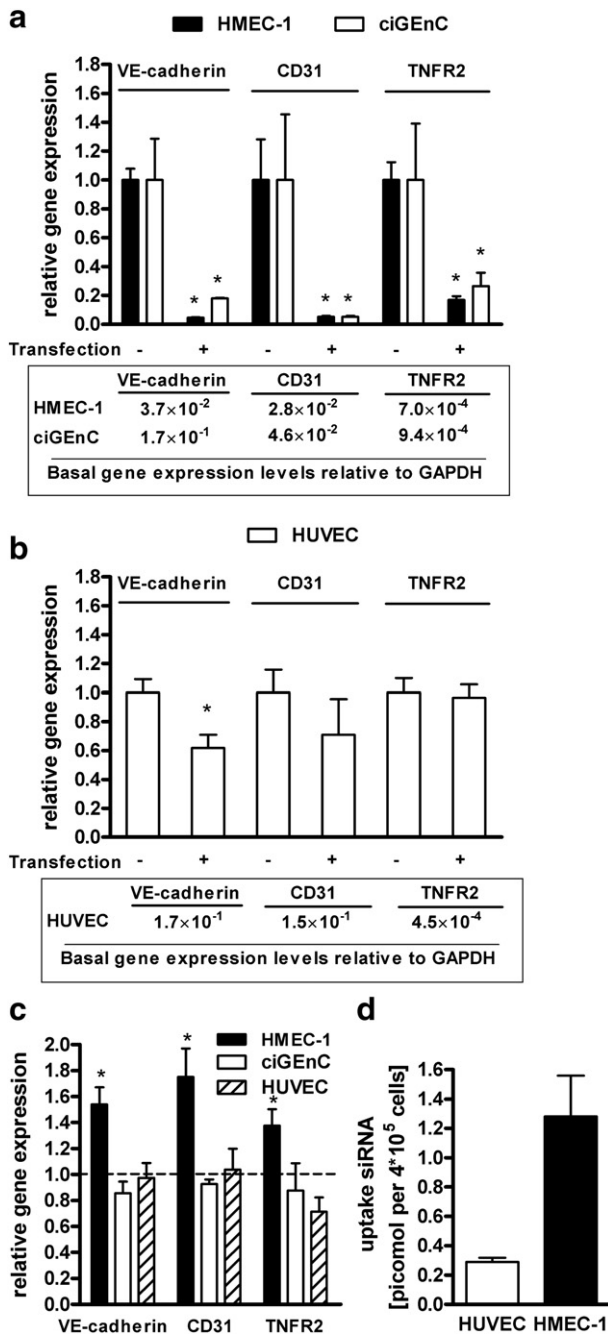 a
HMEC-1 ciGEnC
VE-cadherin CD31 TNFR2
relative gene expression
1.8
1.6
1.4
1.2
1.0
0.8
0.6
0.4
0.2
0.0
* * * * * *
Transfection - + - + - +
VE-cadherin CD31 TNFR2
HMEC-1 3.7×10⁻² 2.8×10⁻² 7.0×10⁻⁴
ciGEnC 1.7×10⁻¹ 4.6×10⁻² 9.4×10⁻⁴
Basal gene expression levels relative to GAPDH
b
HUVEC
VE-cadherin CD31 TNFR2
relative gene expression
1.8
1.6
1.4
1.2
1.0
0.8
0.6
0.4
0.2
0.0
*
Transfection - + - + - +
VE-cadherin CD31 TNFR2
HUVEC 1.7×10⁻¹ 1.5×10⁻¹ 4.5×10⁻⁴
Basal gene expression levels relative to GAPDH
c
HMEC-1
ciGEnC
HUVEC
relative gene expression
2.0
1.8
1.6
1.4
1.2
1.0
0.8
0.6
0.4
0.2
0.0
* * *
VE-cadherin CD31 TNFR2
d
uptake siRNA
[picomol per 4*10⁵ cells]
1.6
1.4
1.2
1.0
0.8
0.6
0.4
0.2
0.0
HUVEC HMEC-1